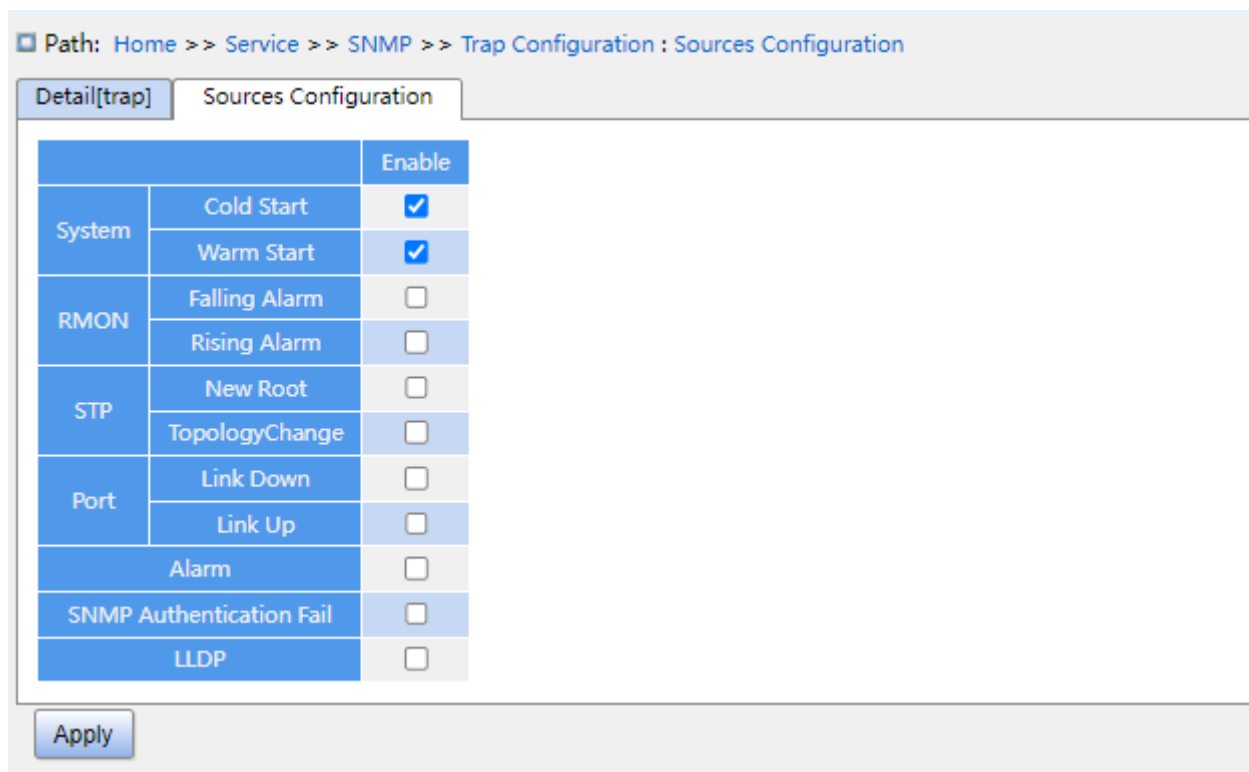 Path: Home >> Service >> SNMP >> Trap Configuration : Sources Configuration
Detail[trap] Sources Configuration
Enable
System Cold Start
Warm Start
RMON Falling Alarm
Rising Alarm
STP New Root
TopologyChange
Port Link Down
Link Up
Alarm
SNMP Authentication Fail
LLDP
Apply